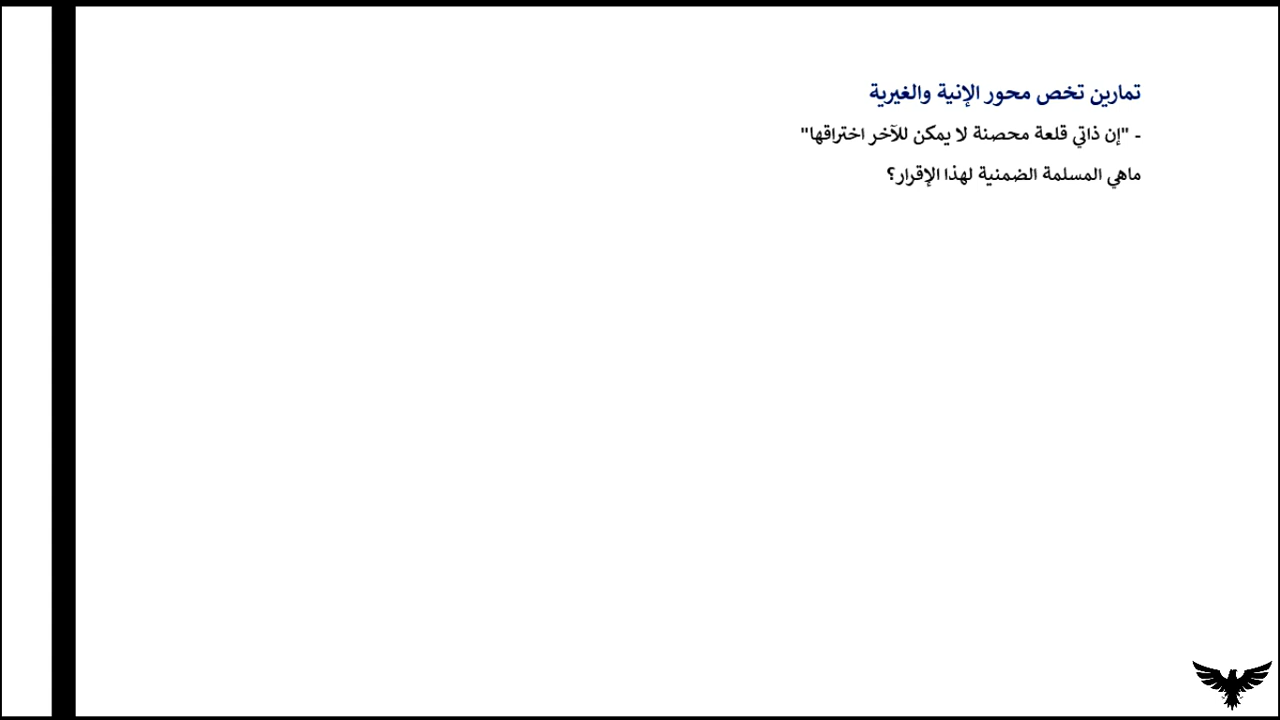 تمارين تخص محور الإنية والغيرية
- "إن ذاتي قلعة محصنة لا يمكن للآخر اختراقها"
ماهي المسلمة الضمنية لهذا الإقرار؟